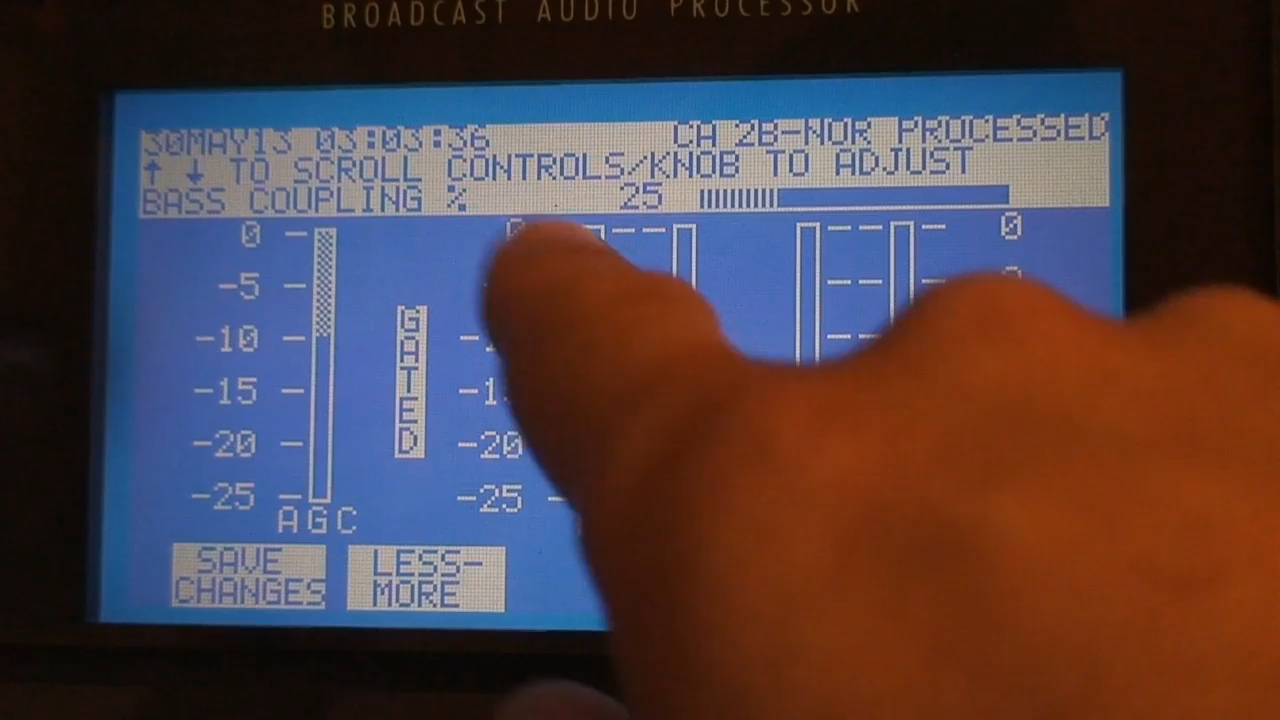 BROADCAST AUDIO PROCESSOR
30MAY13 03:03:36 CH 2B-NOR PROCESSED
↑ ↓ TO SCROLL CONTROLS/KNOB TO ADJUST
BASS COUPLING % 25
0 0 0
-5
-10
-15
-20 -20
-25 -25
GATED
AGC
SAVE CHANGES
LESS-MORE